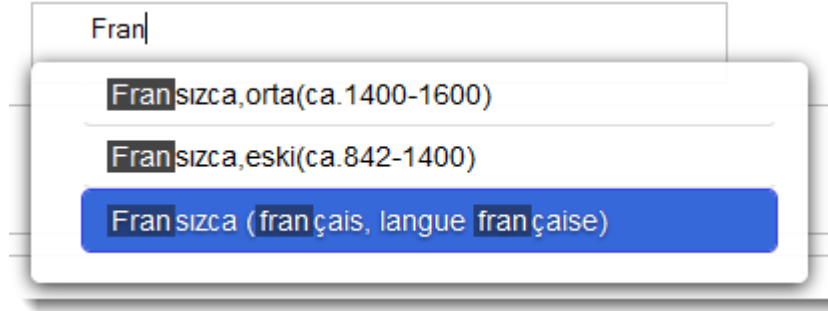 Fran
Fransızca,orta(ca.1400-1600)
Fransızca,eski(ca.842-1400)
Fransızca (français, langue française)